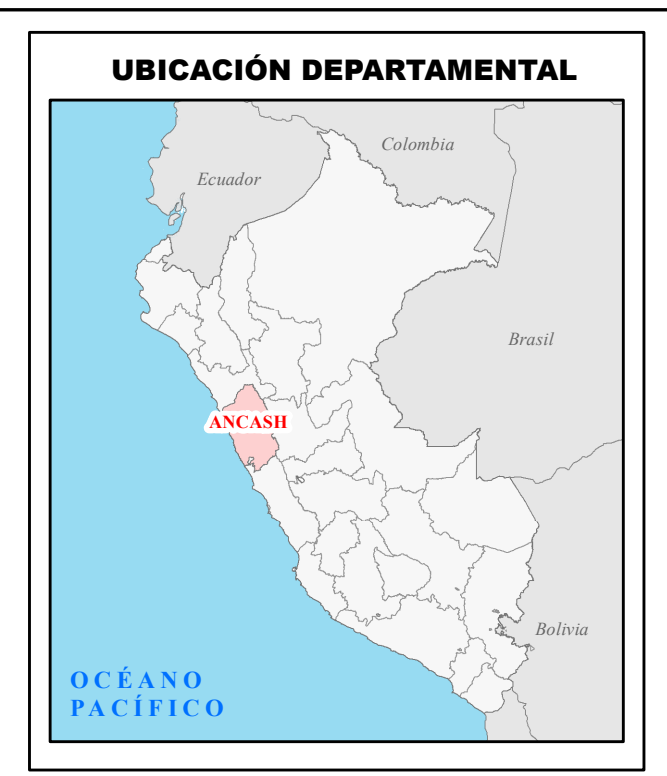 UBICACIÓN DEPARTAMENTAL
Colombia
Ecuador
Brasil
ANCASH
Bolivia
OCÉANO
PACÍFICO